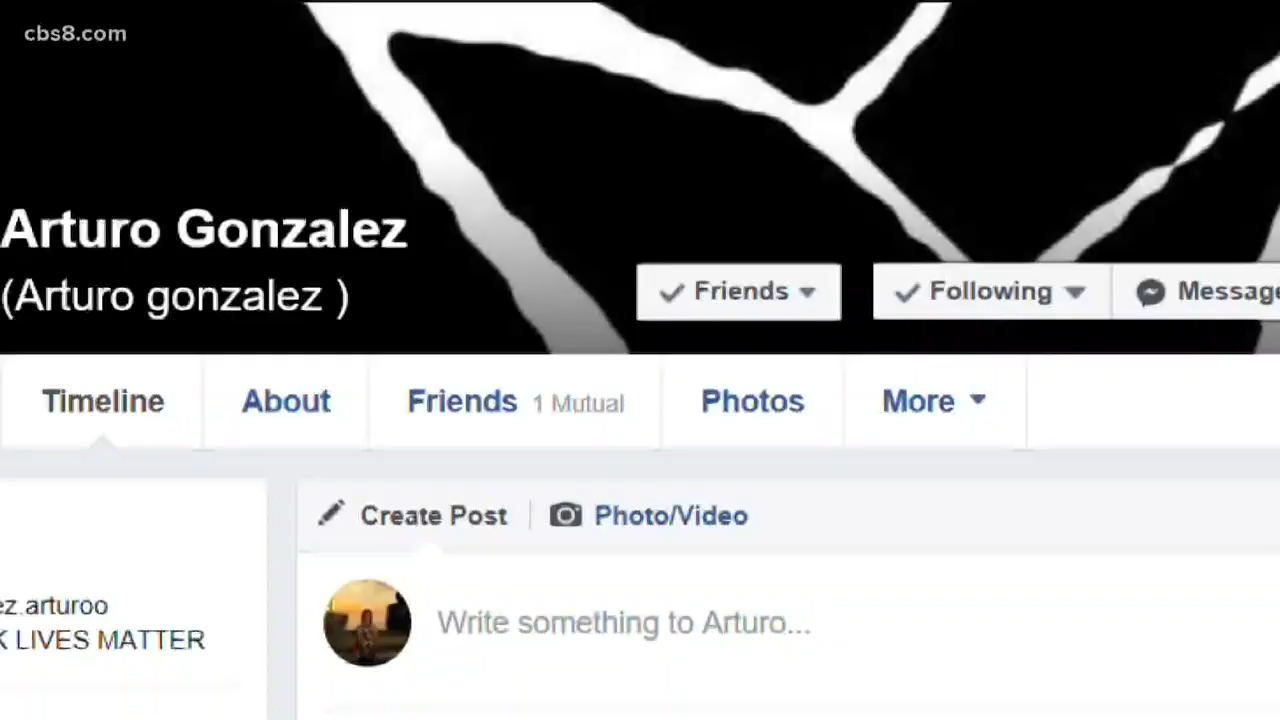 cbs8.com
Arturo Gonzalez
(Arturo gonzalez )
Friends
Following
Message
Timeline
About
Friends 1 Mutual
Photos
More
Create Post
Photo/Video
ez.arturoo
K LIVES MATTER
Write something to Arturo...